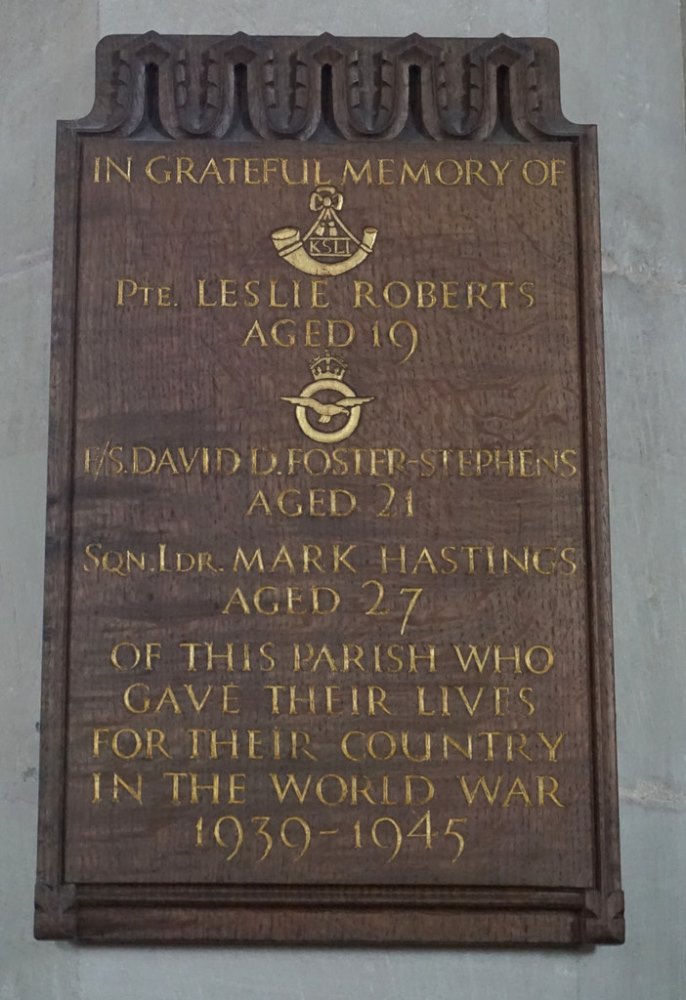 IN GRATEFUL MEMORY OF
KSLI
PTE. LESLIE ROBERTS
AGED 19
F/S. DAVID D. FOSTER-STEPHENS
AGED 21
SQN. LDR. MARK HASTINGS
AGED 27
OF THIS PARISH WHO
GAVE THEIR LIVES
FOR THEIR COUNTRY
IN THE WORLD WAR
1939-1945